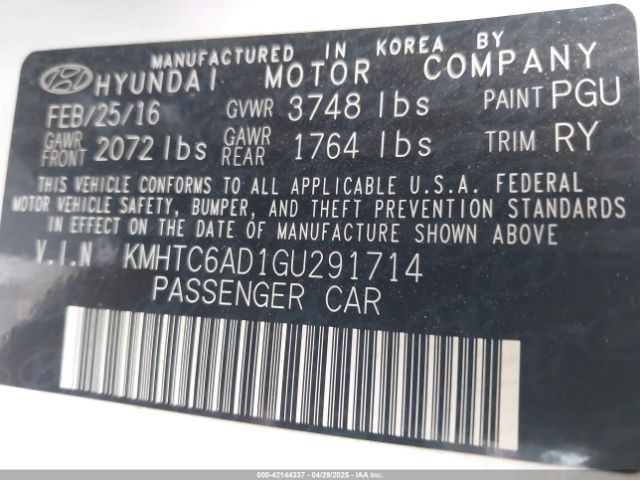 MANUFACTURED IN KOREA BY
HYUNDAI MOTOR COMPANY
FEB/25/16 GVWR 3748 lbs PAINT PGU
GAWR FRONT 2072 lbs GAWR REAR 1764 lbs TRIM RY
THIS VEHICLE CONFORMS TO ALL APPLICABLE U.S.A. FEDERAL
MOTOR VEHICLE SAFETY, BUMPER, AND THEFT PREVENTION STANDARDS
IN EFFECT ON THE DATE OF MANUFACTURE SHOWN ABOVE
V.I.N KMHTC6AD1GU291714
PASSENGER CAR
000-42144337 - 04/29/2025 - IAAI, Inc.